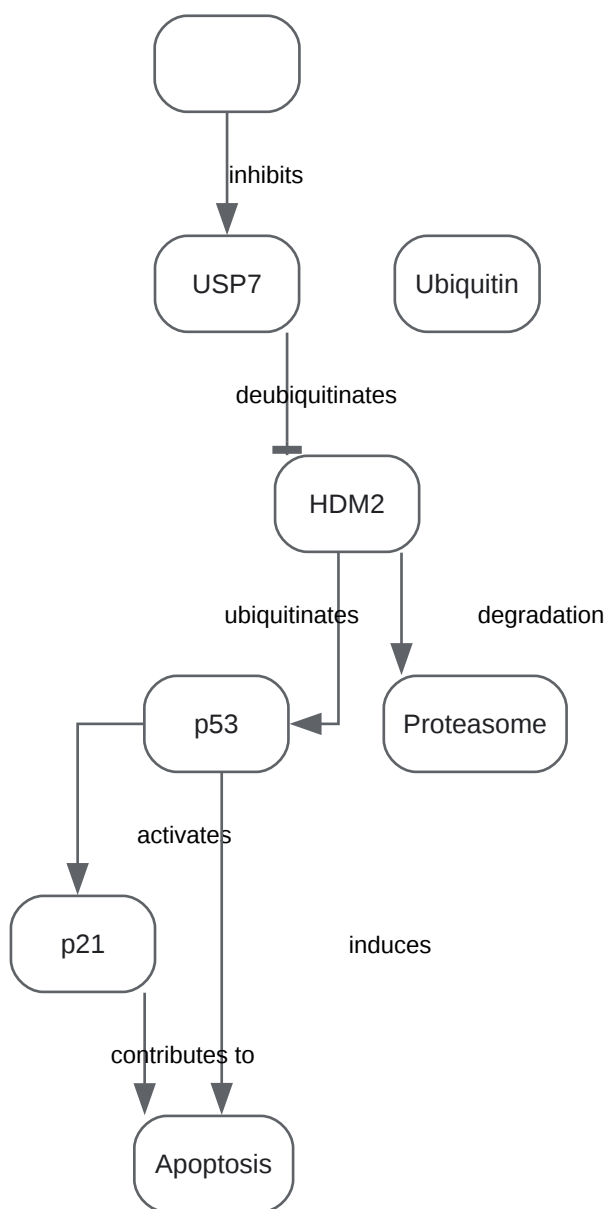 inhibits
USP7
Ubiquitin
deubiquitinates
HDM2
ubiquitinates
degradation
p53
Proteasome
activates
p21
induces
contributes to
Apoptosis